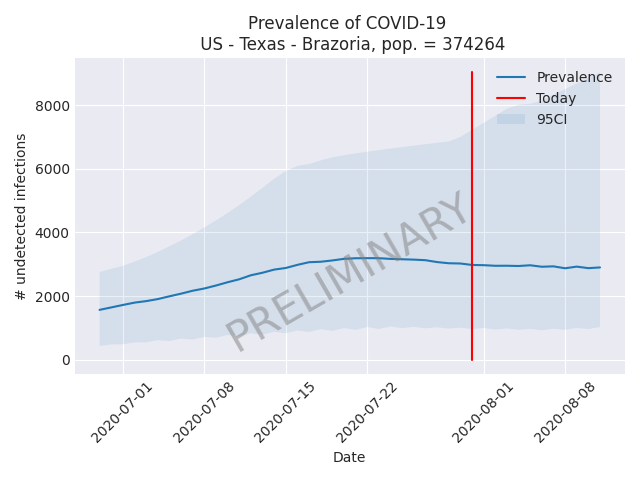 Prevalence of COVID-19
US - Texas - Brazoria, pop. = 374264
Prevalence
Today
95CI
8000
6000
4000
2000
0
# undetected infections
PRELIMINARY
2020-07-01
2020-07-08
2020-07-15
2020-07-22
2020-08-01
2020-08-08
Date